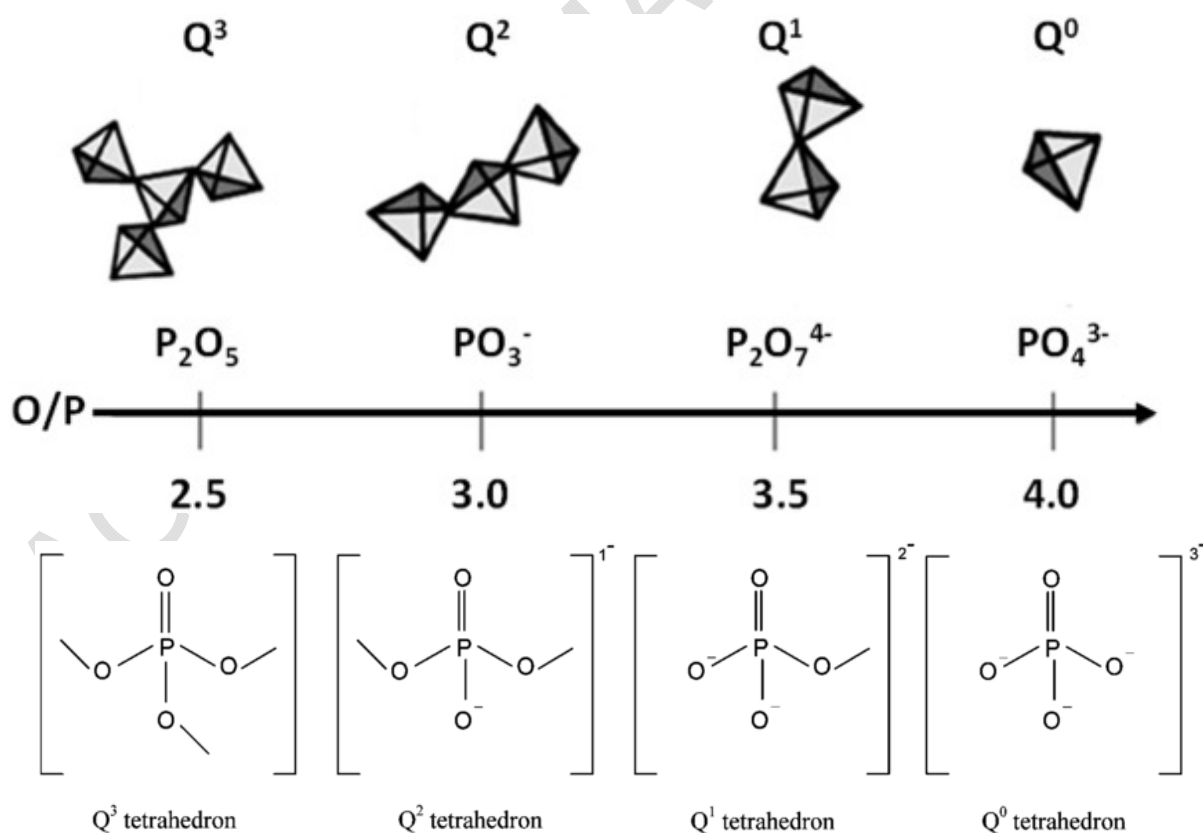 Q³ Q² Q¹ Q⁰
P₂O₅ PO₃⁻ P₂O₇⁴⁻ PO₄³⁻
O/P
2.5 3.0 3.5 4.0
1⁻ 2⁻ 3⁻
O O O O
P P P P
O O O O O⁻ O O⁻ O⁻
O O⁻ O⁻ O⁻
Q³ tetrahedron Q² tetrahedron Q¹ tetrahedron Q⁰ tetrahedron